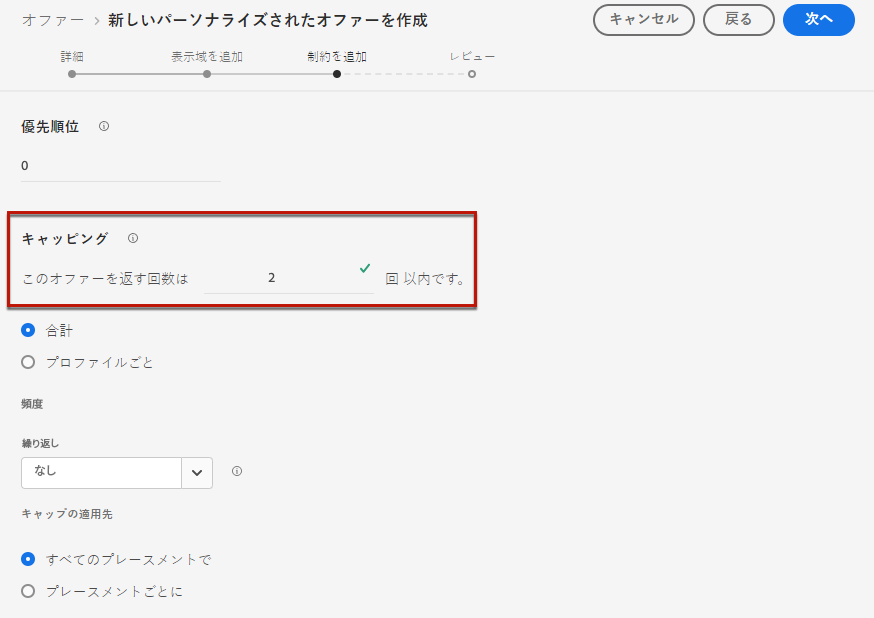 オファー > 新しいパーソナライズされたオファーを作成
キャンセル 戻る 次へ
詳細 表示域を追加 制約を追加 レビュー
優先順位
0
キャッピング
このオファーを返す回数は 2 回 以内です。
合計
プロファイルごと
頻度
繰り返し
なし
キャップの適用先
すべてのプレースメントで
プレースメントごとに